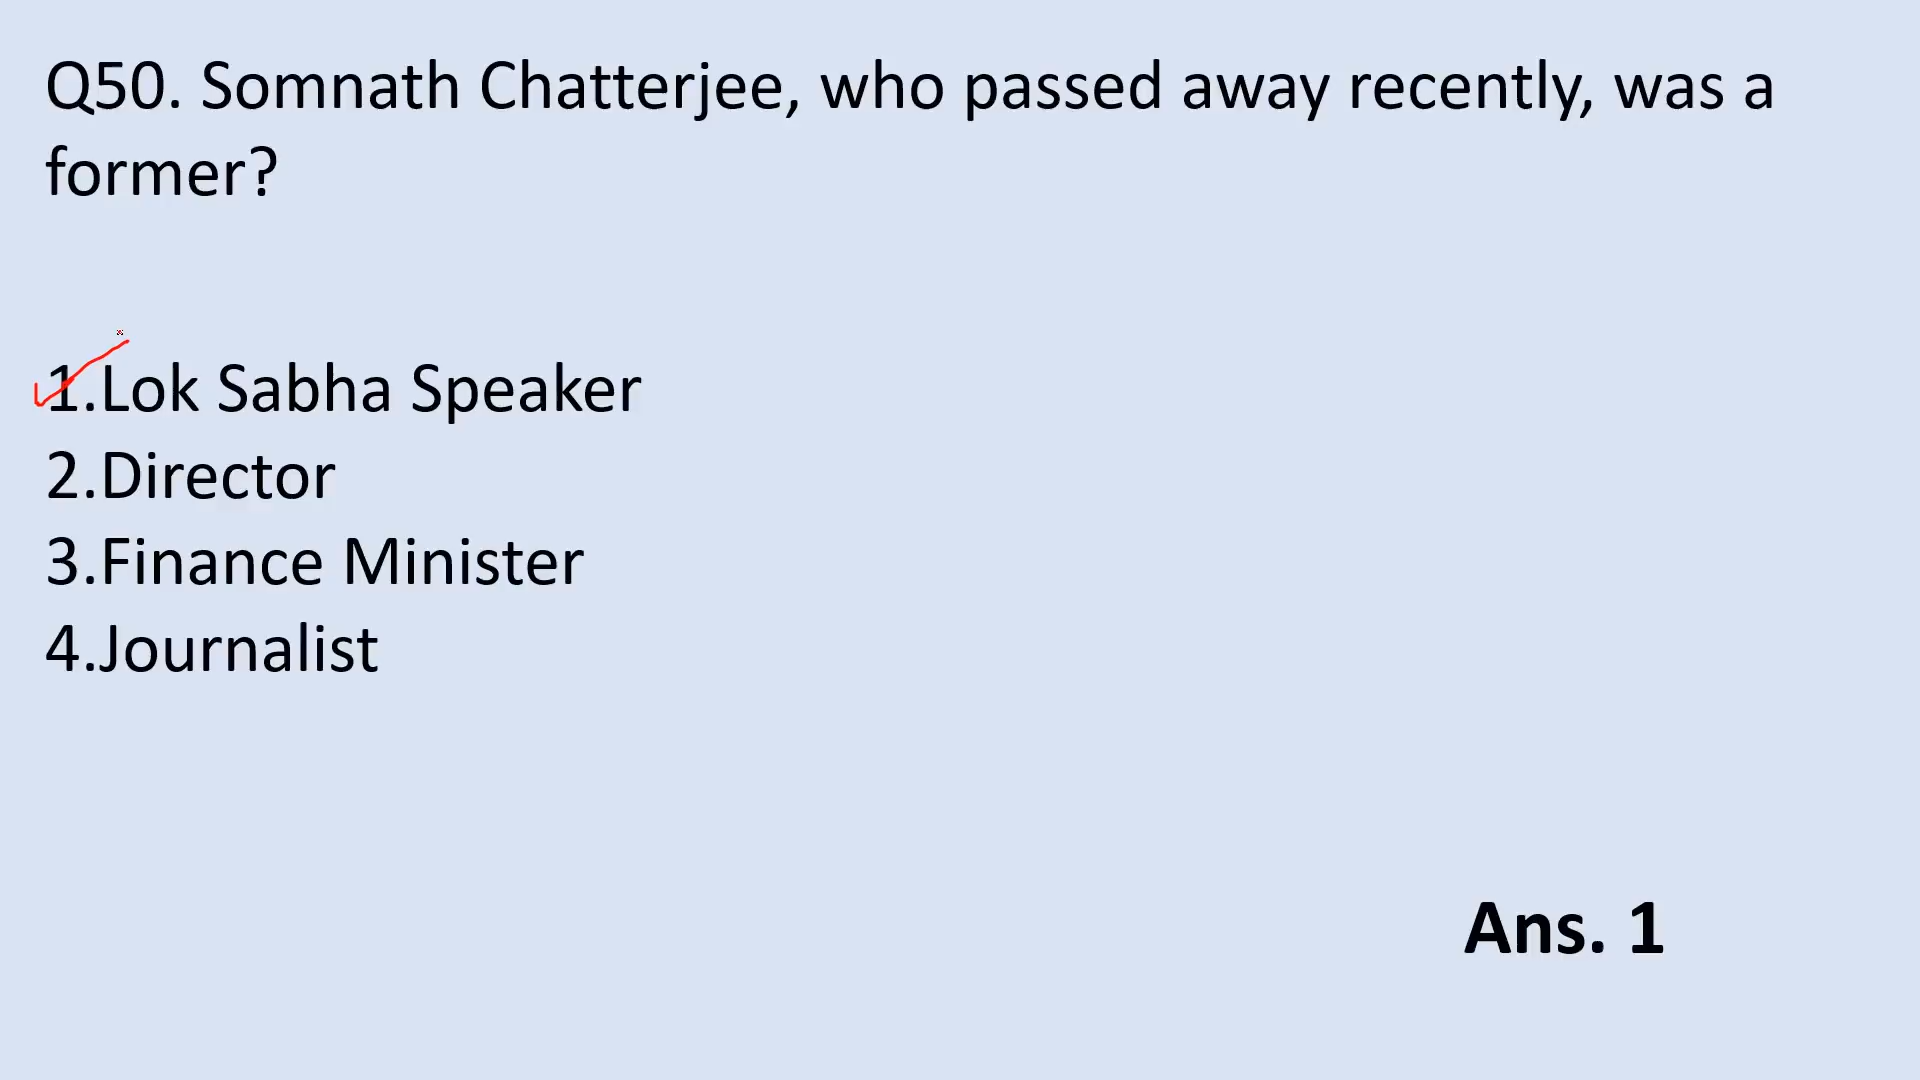 Q50. Somnath Chatterjee, who passed away recently, was a
former?
1.Lok Sabha Speaker
2.Director
3.Finance Minister
4.Journalist
Ans. 1